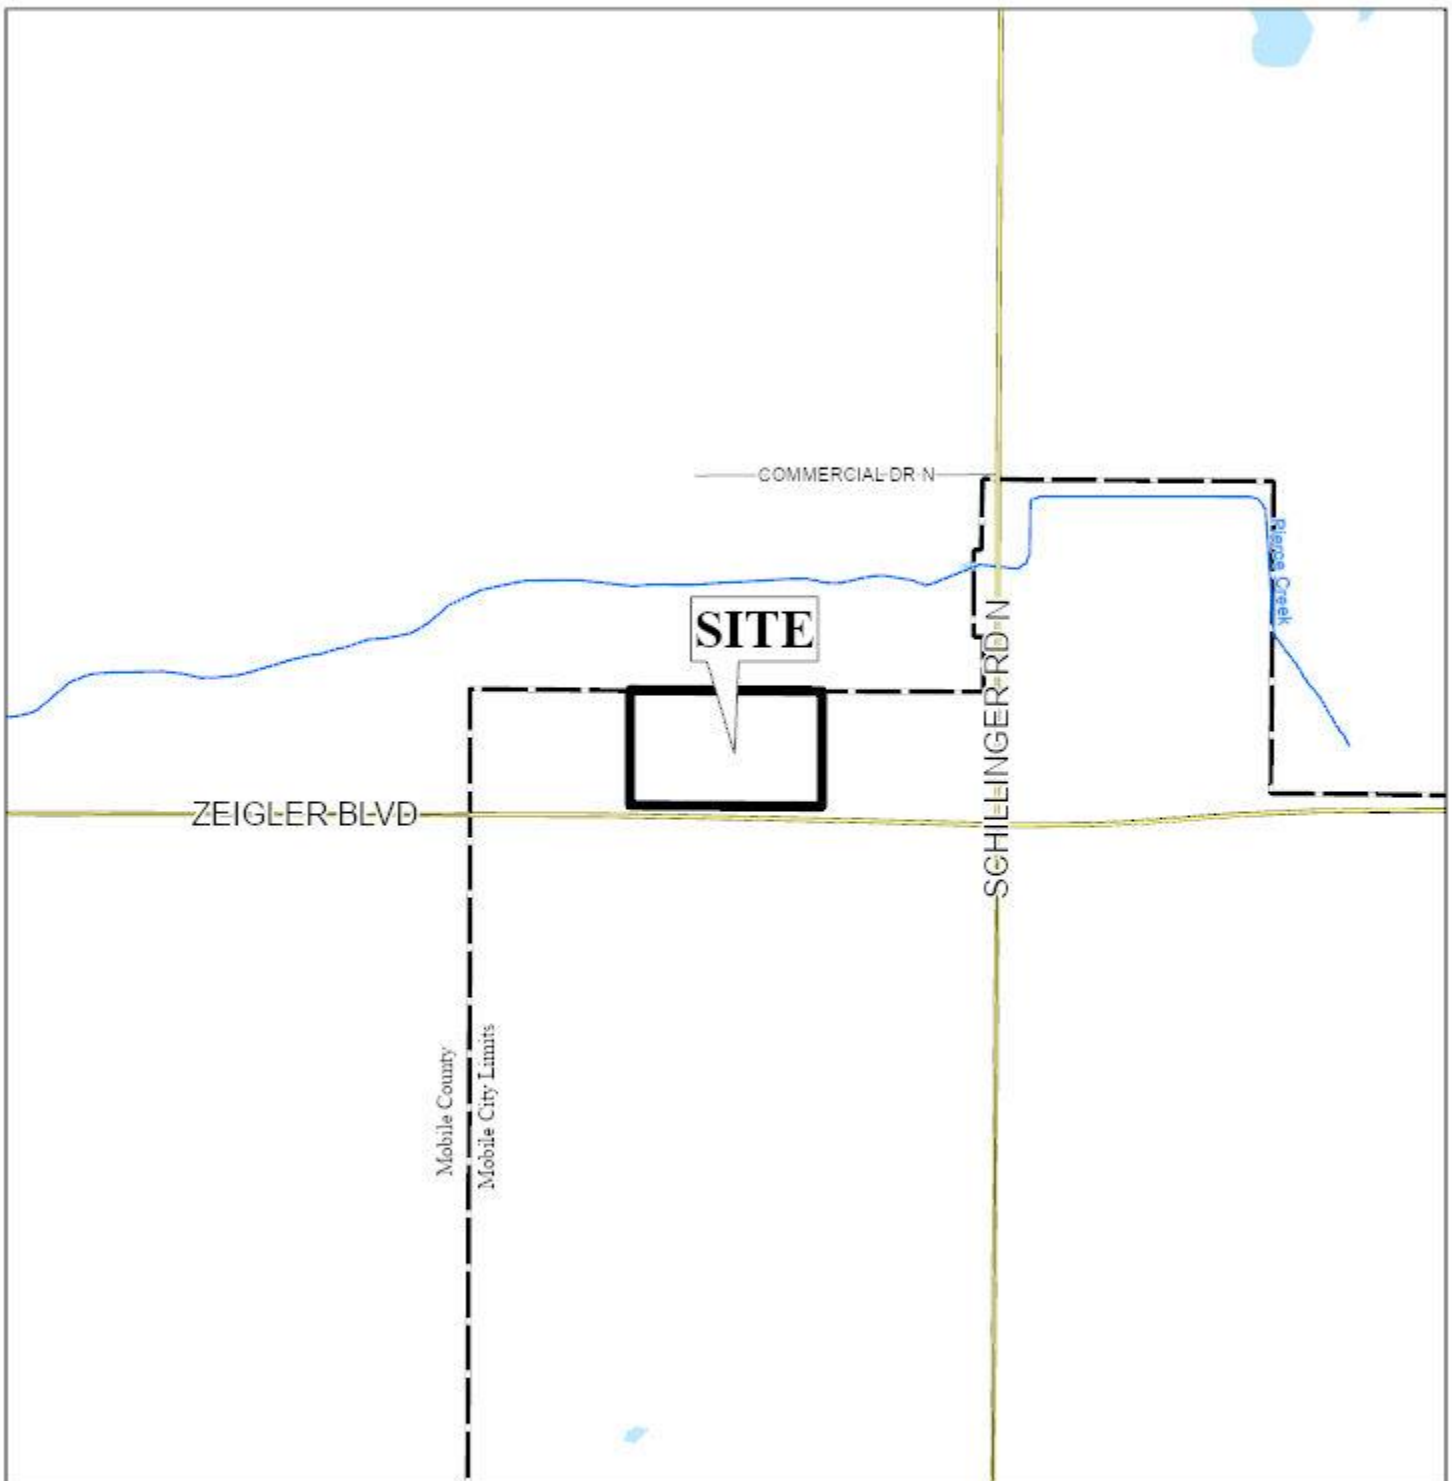 COMMERCIAL DR N
Pierce Creek
SITE
SCHILLINGER RD N
ZEIGLER BLVD
Mobile County
Mobile City Limits